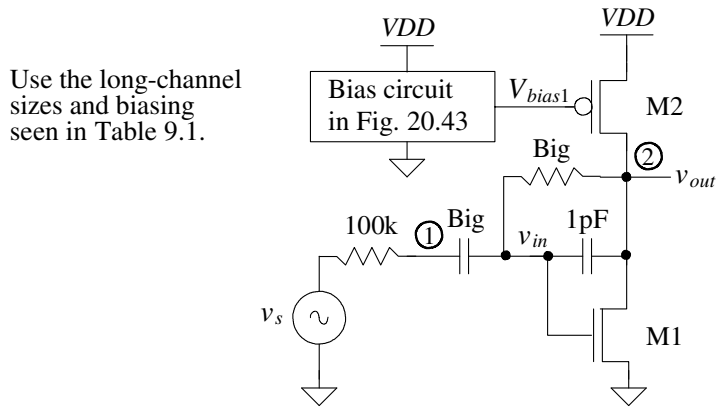 VDD
VDD
Use the long-channel
sizes and biasing
seen in Table 9.1.
Bias circuit
in Fig. 20.43
Vbias1
M2
Big
2
vout
100k
1
Big
vin
1pF
vs
M1